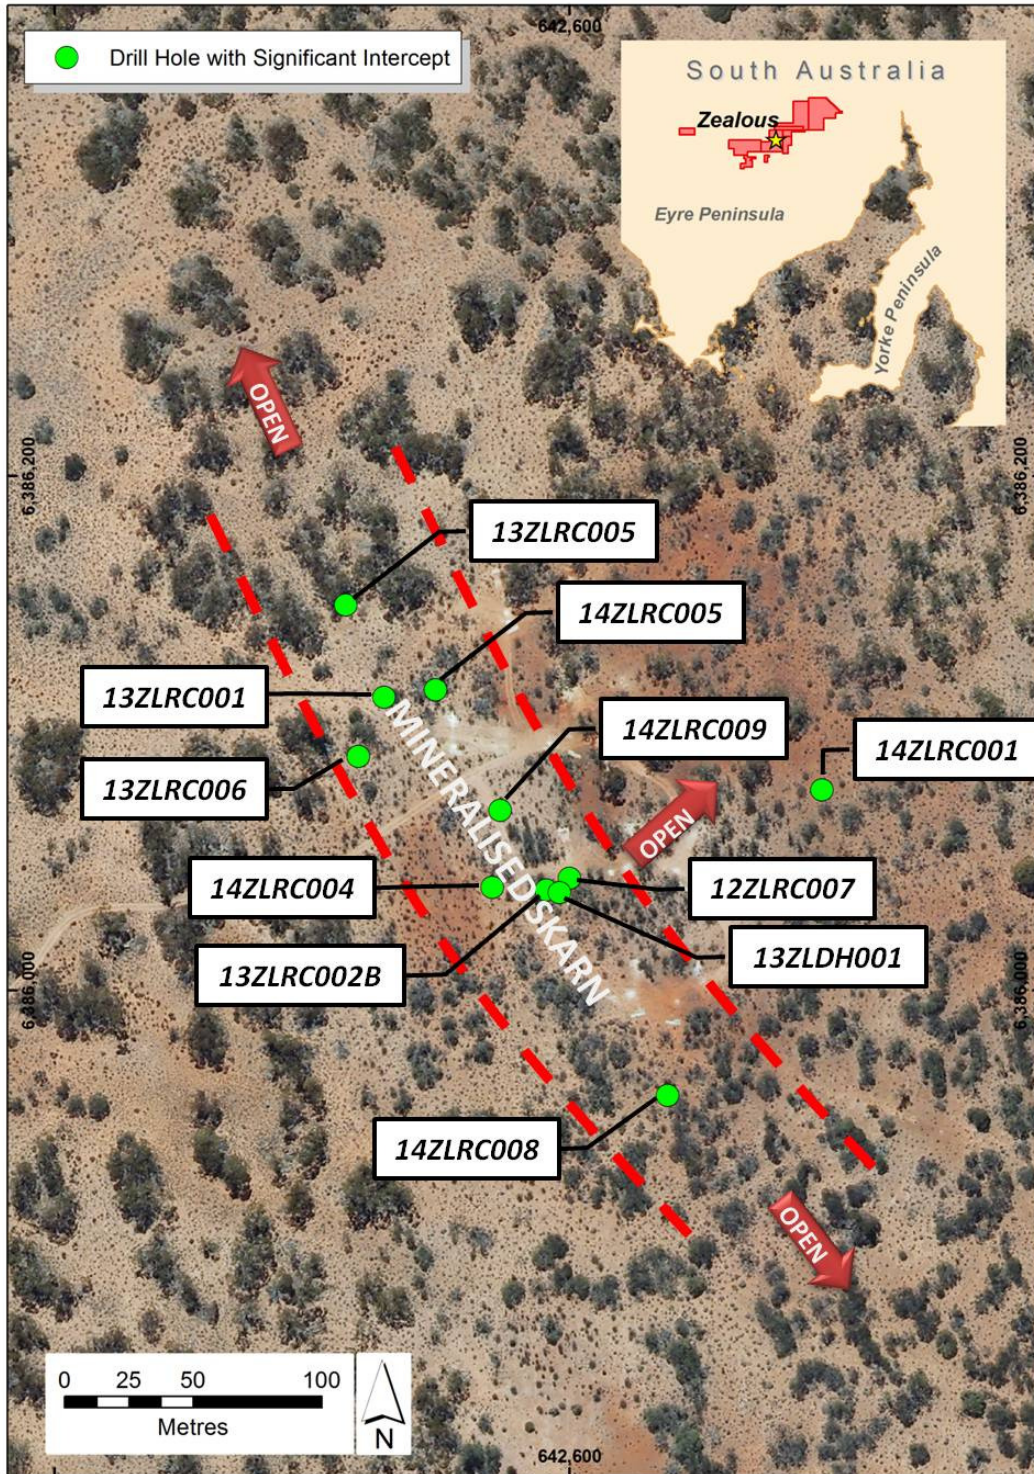 642,600
Drill Hole with Significant Intercept
South Australia
Zealous
Eyre Peninsula
Yorke Peninsula
OPEN
6,386,200
6,386,200
13ZLRC005
14ZLRC005
13ZLRC001
14ZLRC009
14ZLRC001
13ZLRC006
MINERALISED SKARN
OPEN
14ZLRC004
12ZLRC007
13ZLRC002B
13ZLDH001
6,386,000
6,386,000
14ZLRC008
OPEN
0 25 50 100
Metres
N
642,600